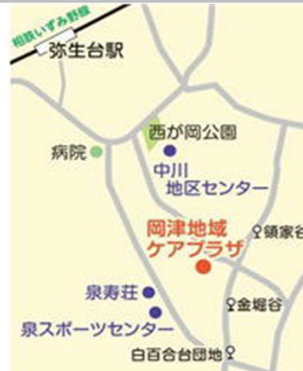 相鉄いずみ野線
弥生台駅
西が岡公園
病院
中川
地区センター
岡津地域
ケアプラザ
領家谷
泉寿荘
金堀谷
泉スポーツセンター
白百合台団地